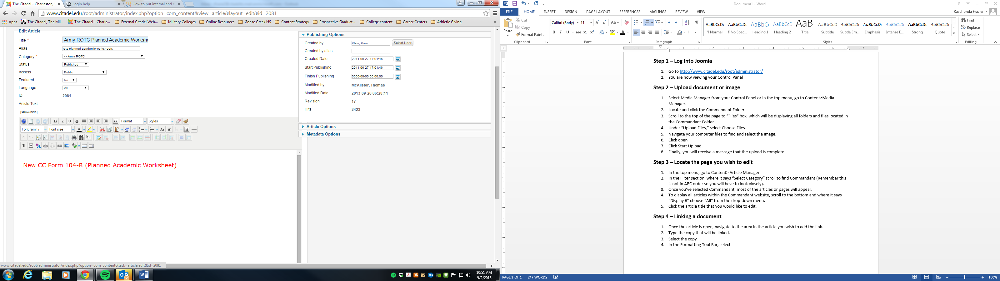 The Citadel - Charleston, S
Login help
How to put internal and e
www.citadel.edu/root/administrator/index.php?option=com_content&view=article&layout=edit&id=2081
Apps
The Citadel, The Mil...
The Citadel - Charle...
External Citadel Web...
Military Colleges
Online Resources
Goose Creek HS
Content Strategy
Prospective Graduat...
College content
Career Centers
Athletic Giving
»
Edit Article
Title *
Army ROTC Planned Academic Workshe
Alias
rotc-planned-academic-worksheets
Category *
- - Army ROTC
Status
Published
Access
Public
Featured
No
Language
All
ID
2081
Article Text
[show/hide]
B I U S
Format
Styles
Font family
Font size
New CC Form 104-R (Planned Academic Worksheet)
Publishing Options
Created by
Klein, Kara
Select User
Created by alias
Created Date
2011-06-27 17:01:46
23
Start Publishing
2011-06-27 17:01:46
23
Finish Publishing
0000-00-00 00:00:00
23
Modified by
McAlister, Thomas
Modified Date
2013-09-20 06:28:11
Revision
17
Hits
2423
Article Options
Metadata Options
www.citadel.edu/root/administrator/index.php?option=com_content&task=article.edit&id=2081
10:51 AM
9/2/2015
Document1 - Word
FILE
HOME
INSERT
DESIGN
PAGE LAYOUT
REFERENCES
MAILINGS
REVIEW
VIEW
Raschonda Frazier
Paste
Cut
Copy
Format Painter
Clipboard
Calibri (Body)
11
Font
Paragraph
AaBbCcDc
¶ Normal
AaBbCcDc
¶ No Spac...
AaBbCc
Heading 1
AaBbCcE
Heading 2
AaBl
Title
AaBbCcD
Subtitle
AaBbCcDc
Subtle Em...
AaBbCcDc
Emphasis
AaBbCcDc
Intense E...
AaBbCcDc
Strong
AaBbCcDc
Quote
Styles
Find
Replace
Select
Editing
Step 1 – Log into Joomla
1. Go to http://www.citadel.edu/root/administrator/
2. You are now viewing your Control Panel
Step 2 – Upload document or image
1. Select Media Manager from your Control Panel or in the top menu, go to Content>Media
Manager.
2. Locate and click the Commandant Folder
3. Scroll to the top of the page to “Files” box, which will be displaying all folders and files located in
the Commandant Folder.
4. Under “Upload Files,” select Choose Files.
5. Navigate your computer files to find and select the image.
6. Click open
7. Click Start Upload.
8. Finally, you will receive a message that the upload is complete.
Step 3 – Locate the page you wish to edit
1. In the top menu, go to Content> Article Manager.
2. In the Filter section, where it says “Select Category” scroll to find Commandant (Remember this
is not in ABC order so you will have to look closely).
3. Once you’ve selected Commandant, most of the articles or pages will appear.
4. To display all articles within the Commandant website, scroll to the bottom and where it says
“Display #” choose “All” from the drop-down menu.
5. Click the article title that you would like to edit.
Step 4 – Linking a document
1. Once the article is open, navigate to the area in the article you wish to add the link.
2. Type the copy that will be linked.
3. Select the copy
4. In the Formatting Tool Bar, select
PAGE 1 OF 1
247 WORDS
100%